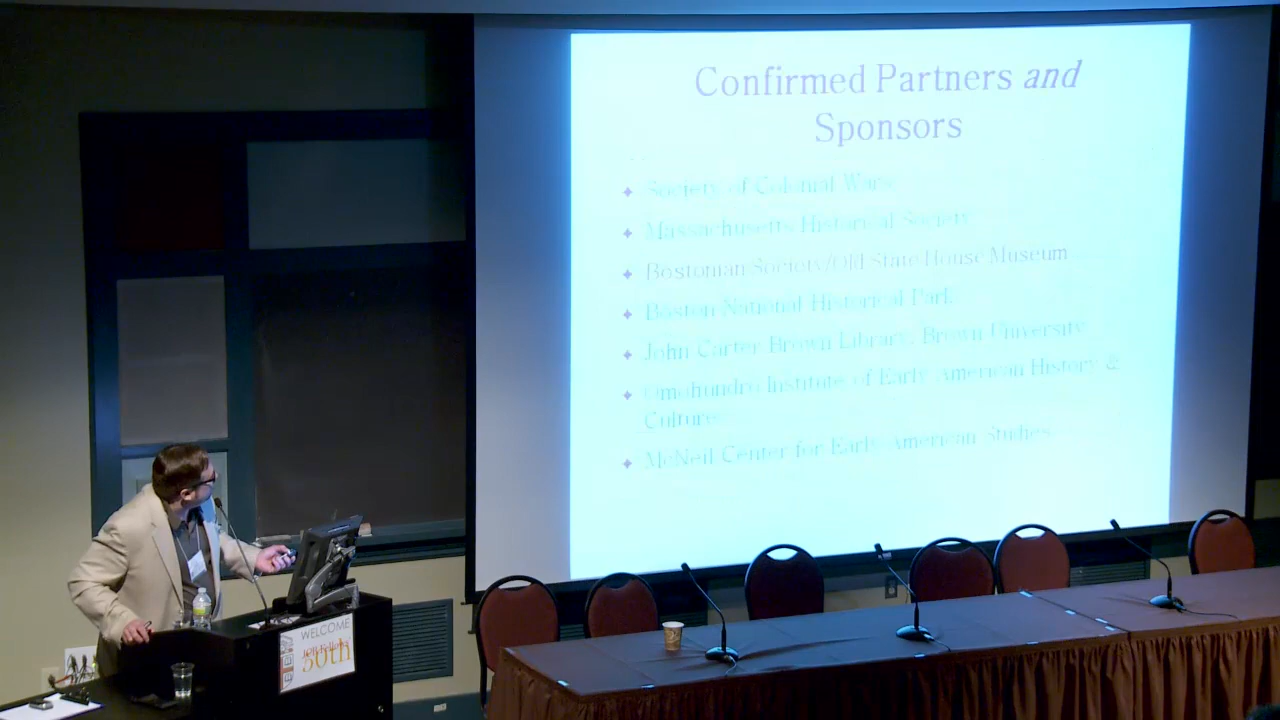 Confirmed Partners and
Sponsors
Society of Colonial Wars
Massachusetts Historical Society
Bostonian Society/Old State House Museum
Boston National Historical Park
John Carter Brown Library, Brown University
Omohundro Institute of Early American History &
Culture
McNeil Center for Early American Studies
WELCOME
JCB Fellows
50th